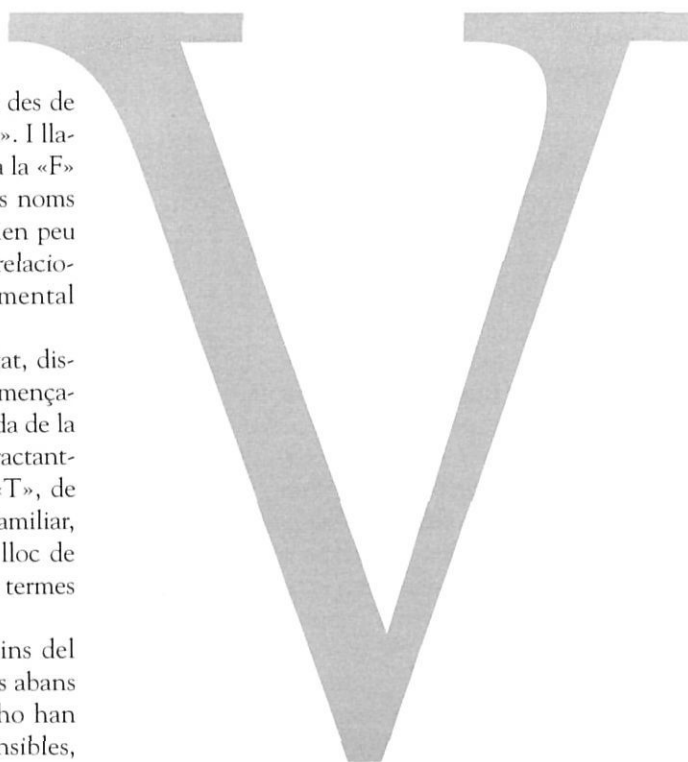 des de
». I lla-
a la «F»
s noms
en peu
relacio-
mental
at, dis-
mença-
da de la
actant-
«T», de
amiliar,
lloc de
termes
ins del
s abans
ho han
nsibles,
V